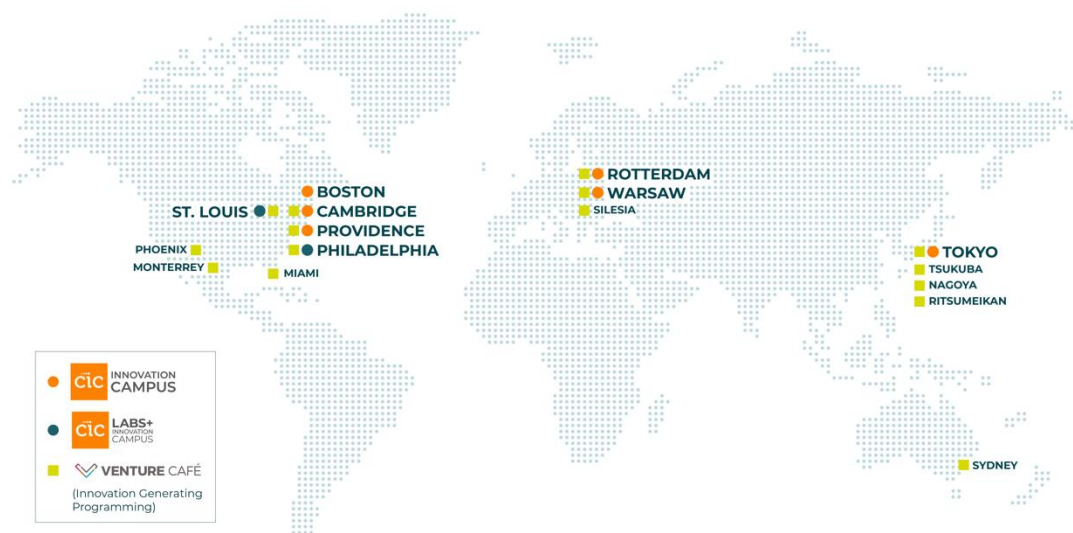 BOSTON
ST. LOUIS
CAMBRIDGE
PROVIDENCE
PHILADELPHIA
PHOENIX
MONTERREY
MIAMI
ROTTERDAM
WARSAW
SILESIA
TOKYO
TSUKUBA
NAGOYA
RITSUMEIKAN
SYDNEY
cic INNOVATION
CAMPUS
cic LABS+
INNOVATION
CAMPUS
VENTURE CAFÉ
(Innovation Generating
Programming)